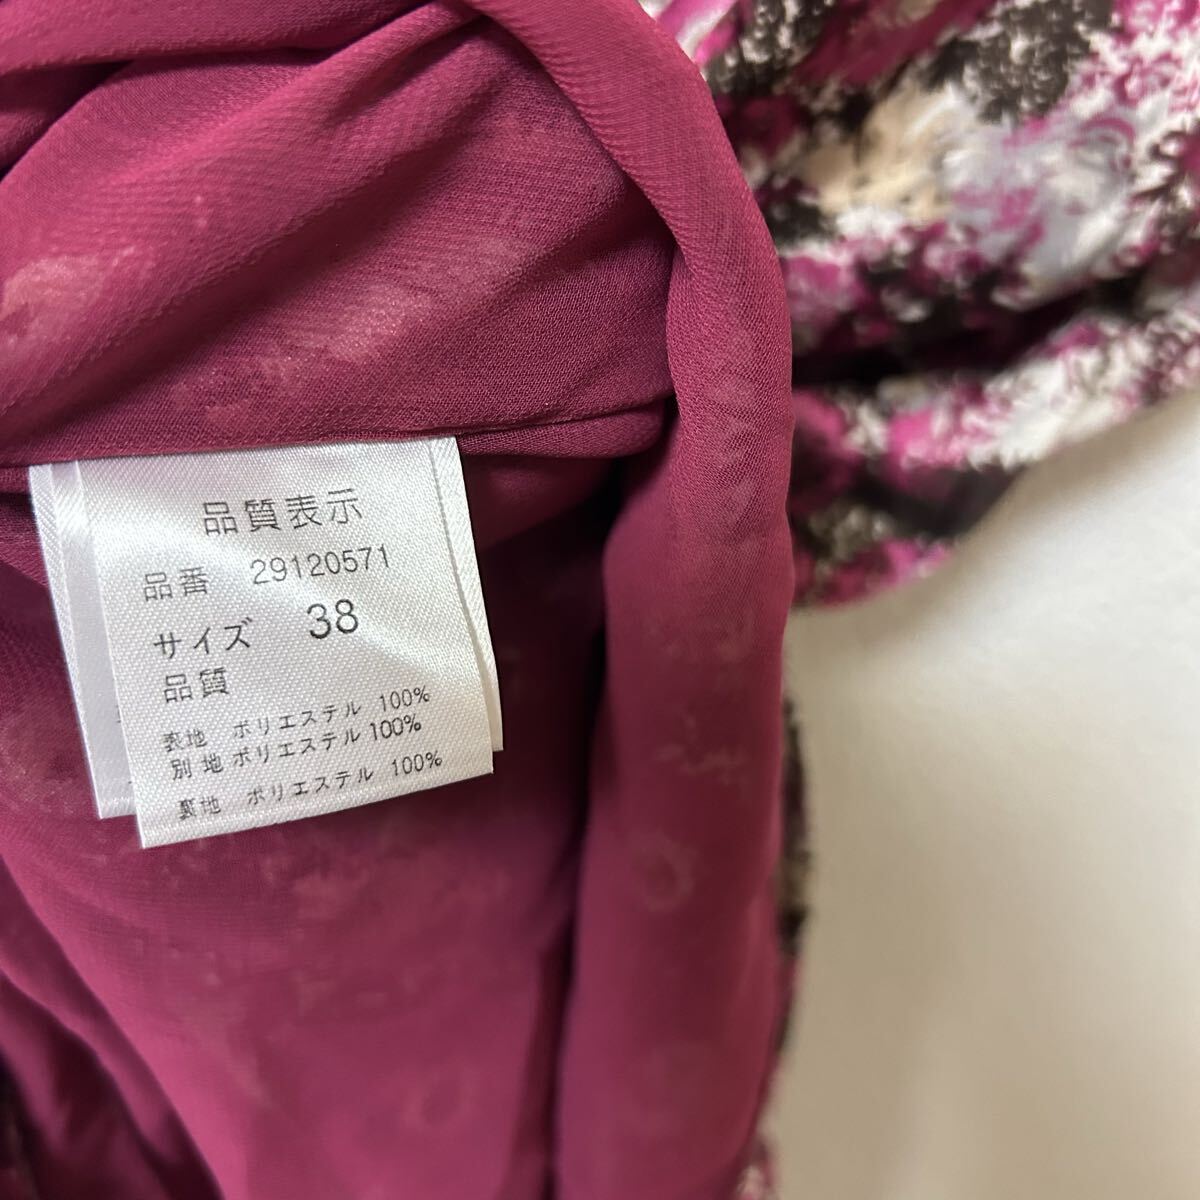 品質表示
品番 29120571
サイズ 38
品質
表地 ポリエステル 100%
別地 ポリエステル 100%
裏地 ポリエステル 100%